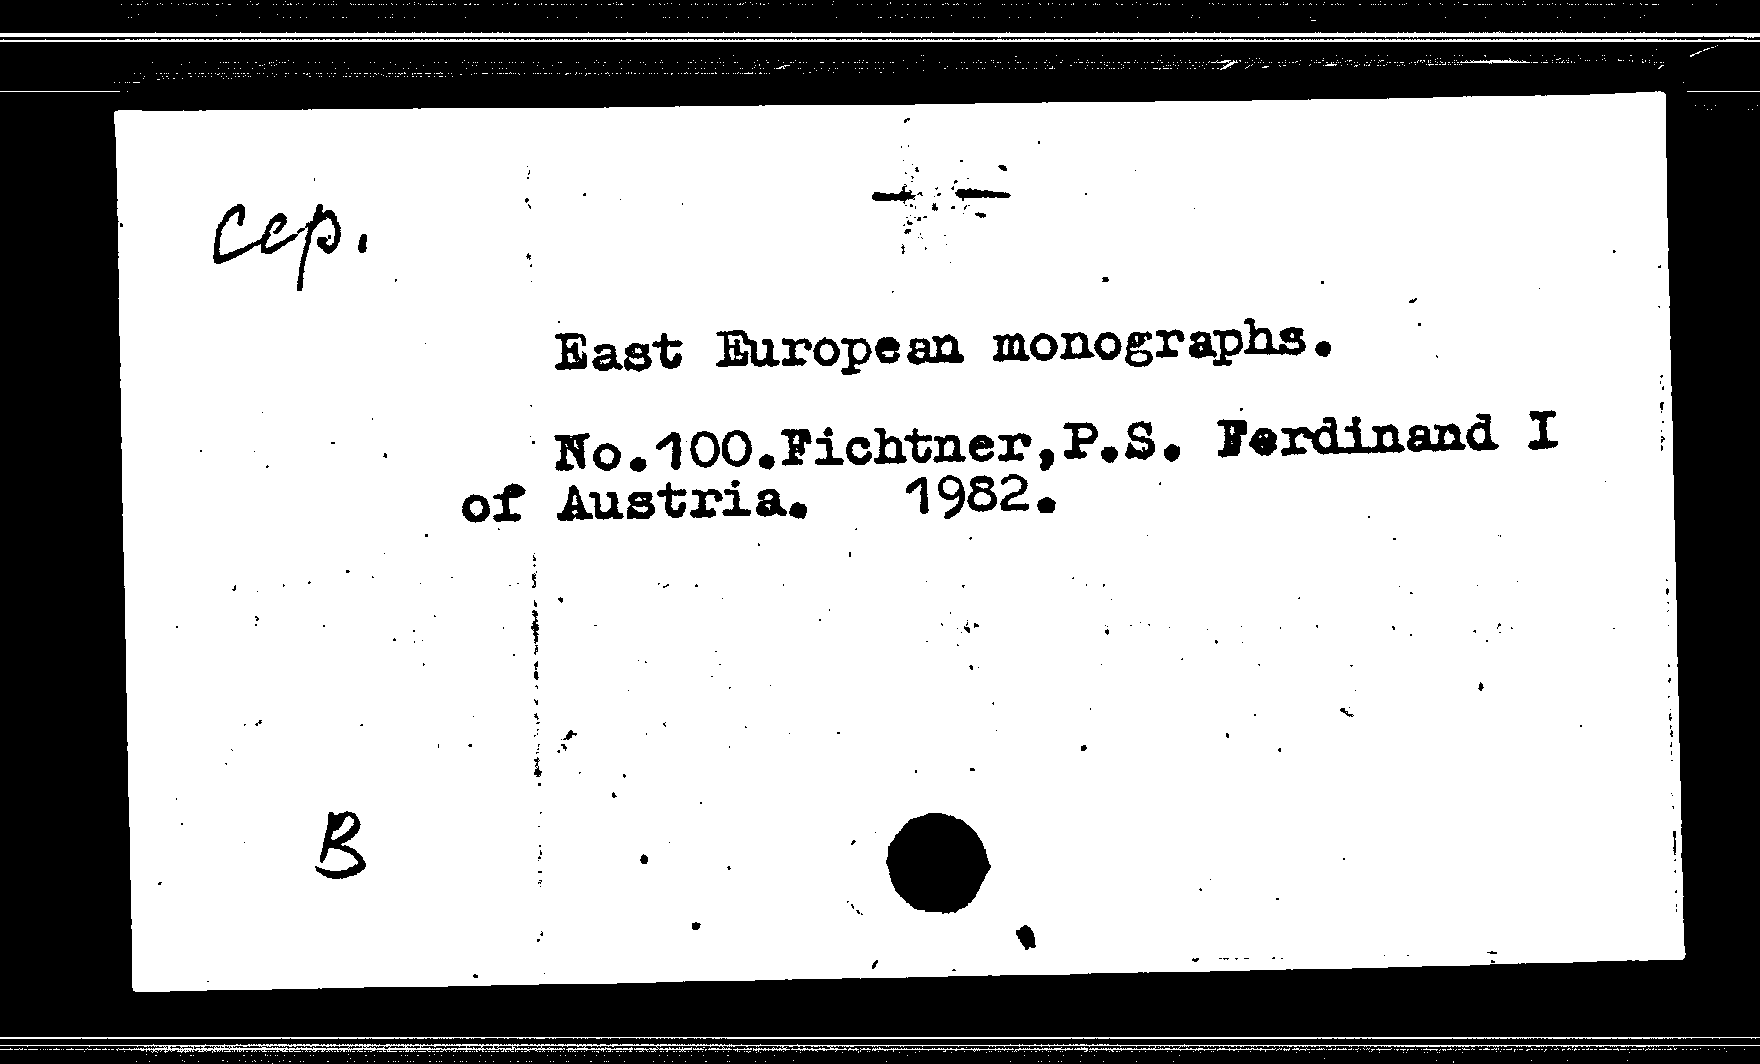 сер.
East European monographs.
No.100.Fichtner,P.S. Ferdinand I
of Austria. 1982.
В